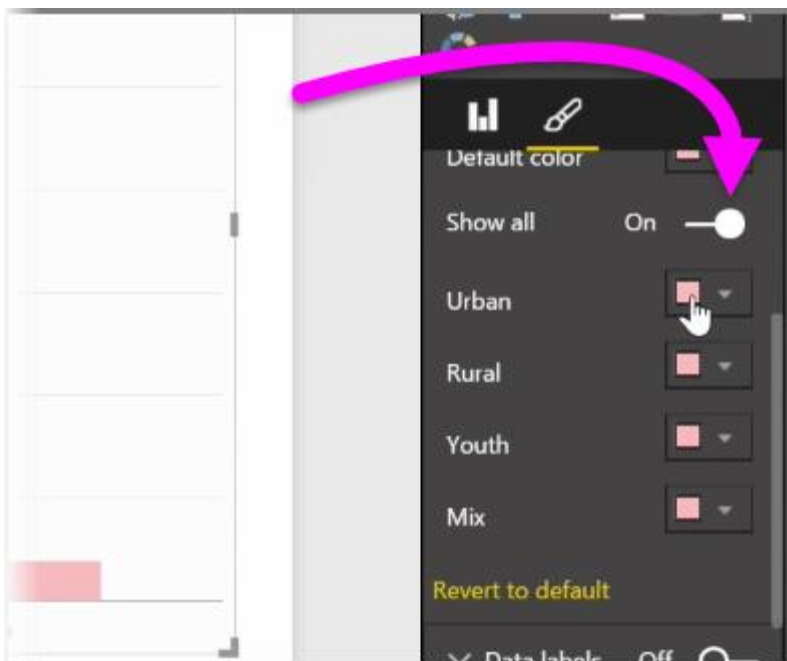 Default color
Show all On
Urban
Rural
Youth
Mix
Revert to default
Data labels Off